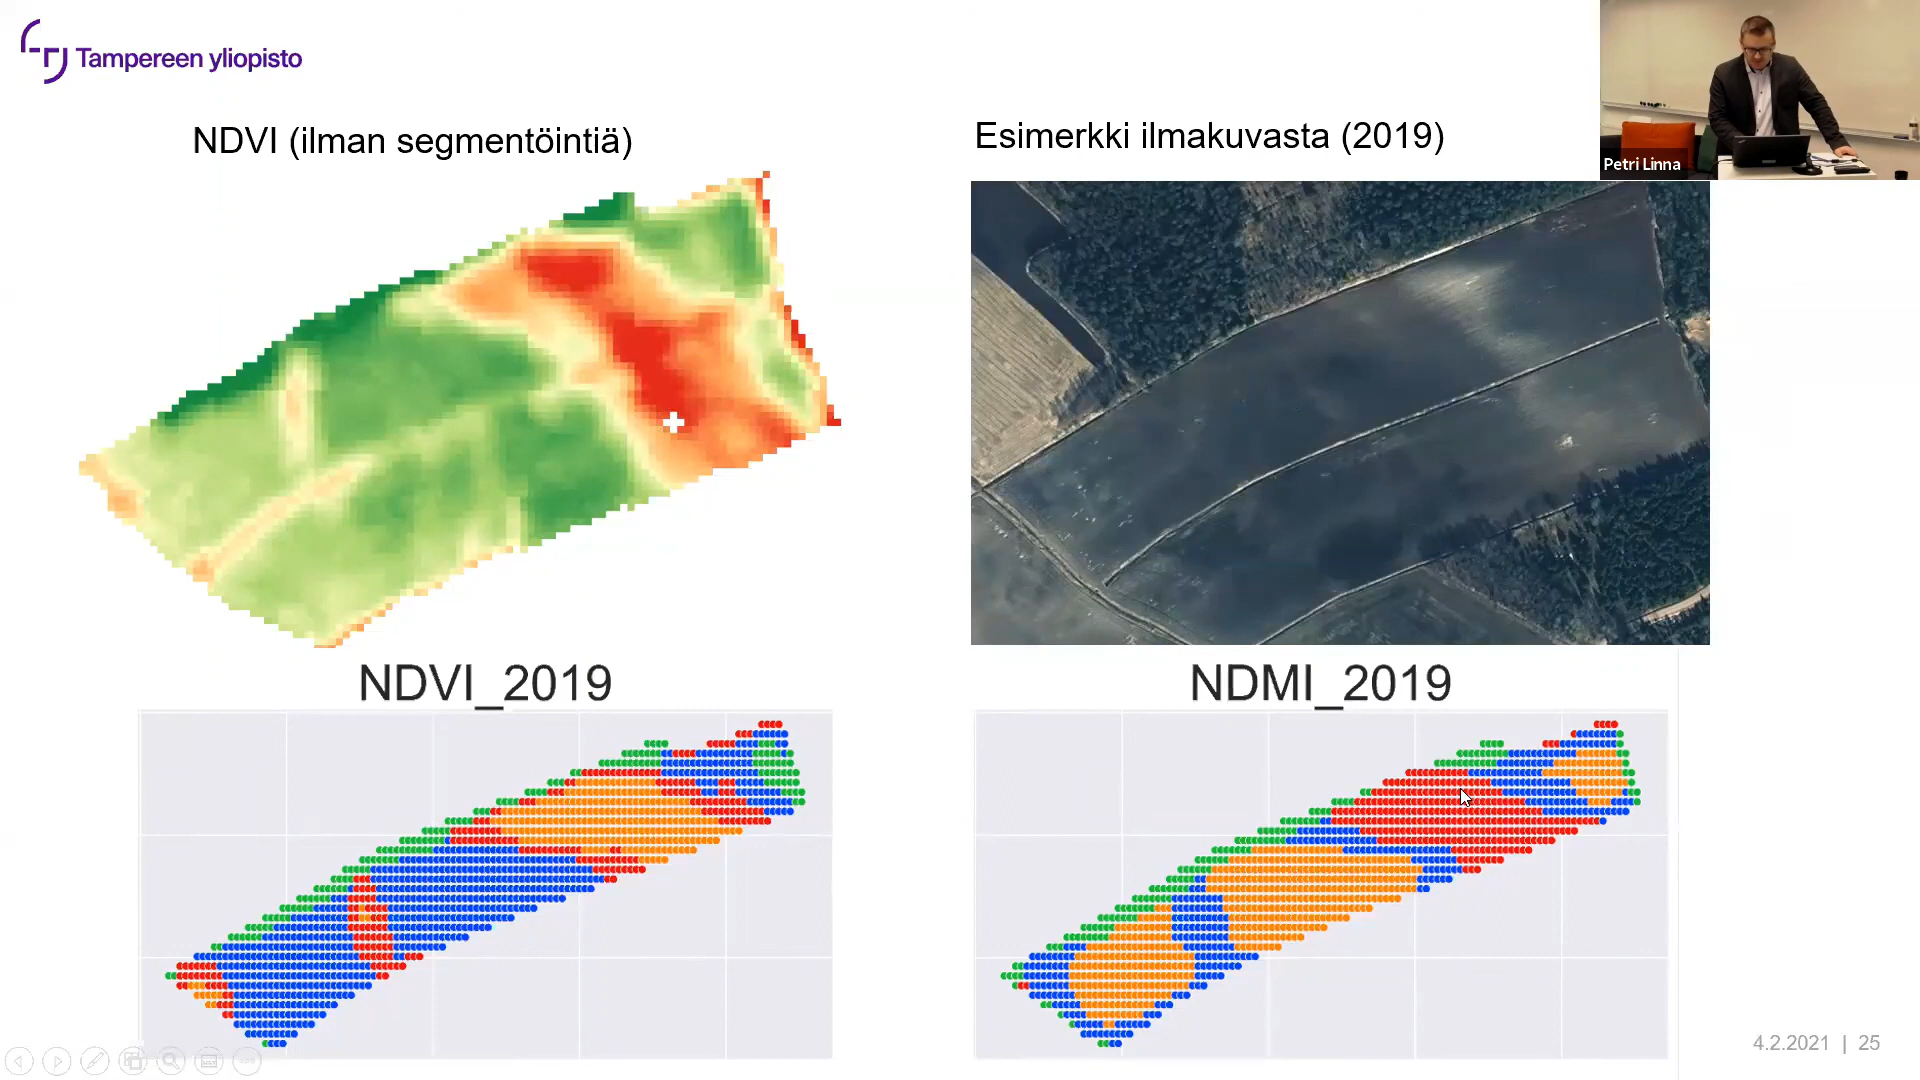 Tampereen yliopisto
NDVI (ilman segmentöintiä)
Esimerkki ilmakuvasta (2019)
Petri Linna
NDVI_2019
NDMI_2019
4.2.2021 | 25